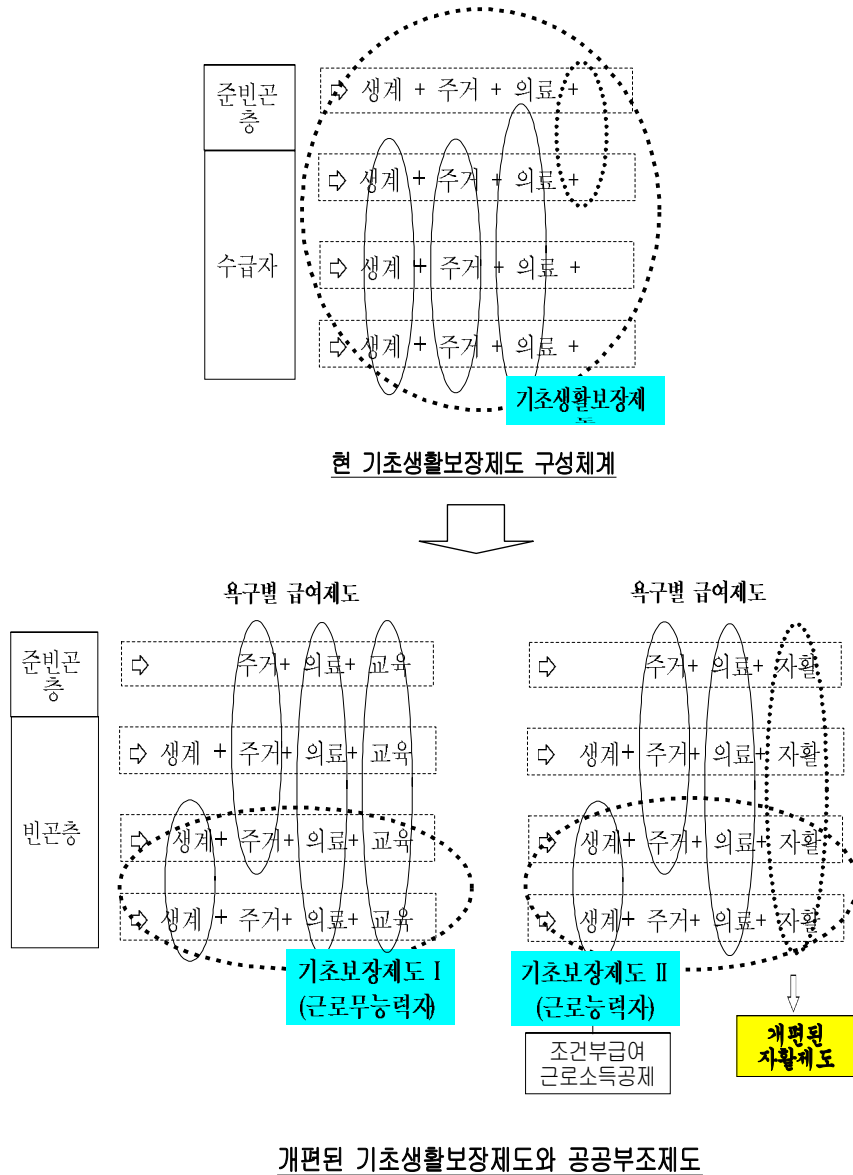 준빈곤
층
⇨ 생계 + 주거 + 의료 +
수급자
⇨ 생계 + 주거 + 의료 +
⇨ 생계 + 주거 + 의료 +
⇨ 생계 + 주거 + 의료 +
기초생활보장제
현 기초생활보장제도 구성체계
욕구별 급여제도
준빈곤
층
⇨ 주거+ 의료+ 교육
빈곤층
⇨ 생계 + 주거+ 의료+ 교육
⇨ 생계+ 주거+ 의료+ 교육
⇨ 생계 + 주거+ 의료+ 교육
기초보장제도 I
(근로무능력자)
욕구별 급여제도
⇨ 주거+ 의료+ 자활
⇨ 생계+ 주거+ 의료+ 자활
⇨ 생계+ 주거+ 의료+ 자활
⇨ 생계+ 주거+ 의료+ 자활
기초보장제도 II
(근로능력자)
조건부급여
근로소득공제
개편된
자활제도
개편된 기초생활보장제도와 공공부조제도